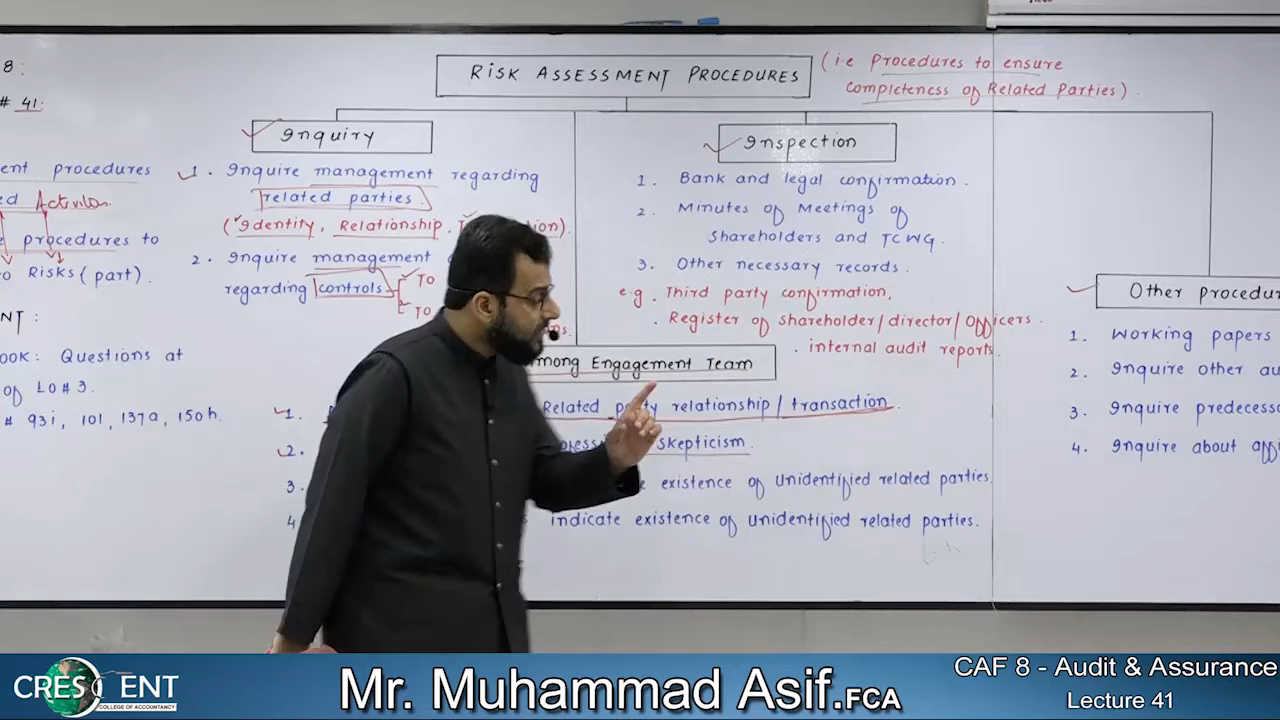 RISK ASSESSMENT PROCEDURES
(i.e Procedures to ensure
completeness of Related Parties).
8:
# 41:
ent procedures
ed Activities
e procedures to
to Risks (part).
NT:
OOK: Questions at
of LO#3.
# 93i, 101, 137a, 150h.
Inquiry
1. Inquire management regarding
related parties.
(Identity, Relationship, T ion).
2. Inquire management
regarding controls
To
To
ns.
Inspection
1. Bank and legal confirmation.
2. Minutes of Meetings of
Shareholders and TCWG.
3. Other necessary records.
e.g . Third party confirmation.
. Register of shareholder/director/officers.
. internal audit reports
mong Engagement Team
1. Related party relationship/transaction.
2. skepticism.
3. existence of unidentified related parties.
4 indicate existence of unidentified related parties.
Other procedu
1. Working papers
2. Inquire other au
3. Inquire predecess
4. Inquire about
CRESCENT
COLLEGE OF ACCOUNTANCY
Mr. Muhammad Asif.FCA
CAF 8 - Audit & Assurance
Lecture 41